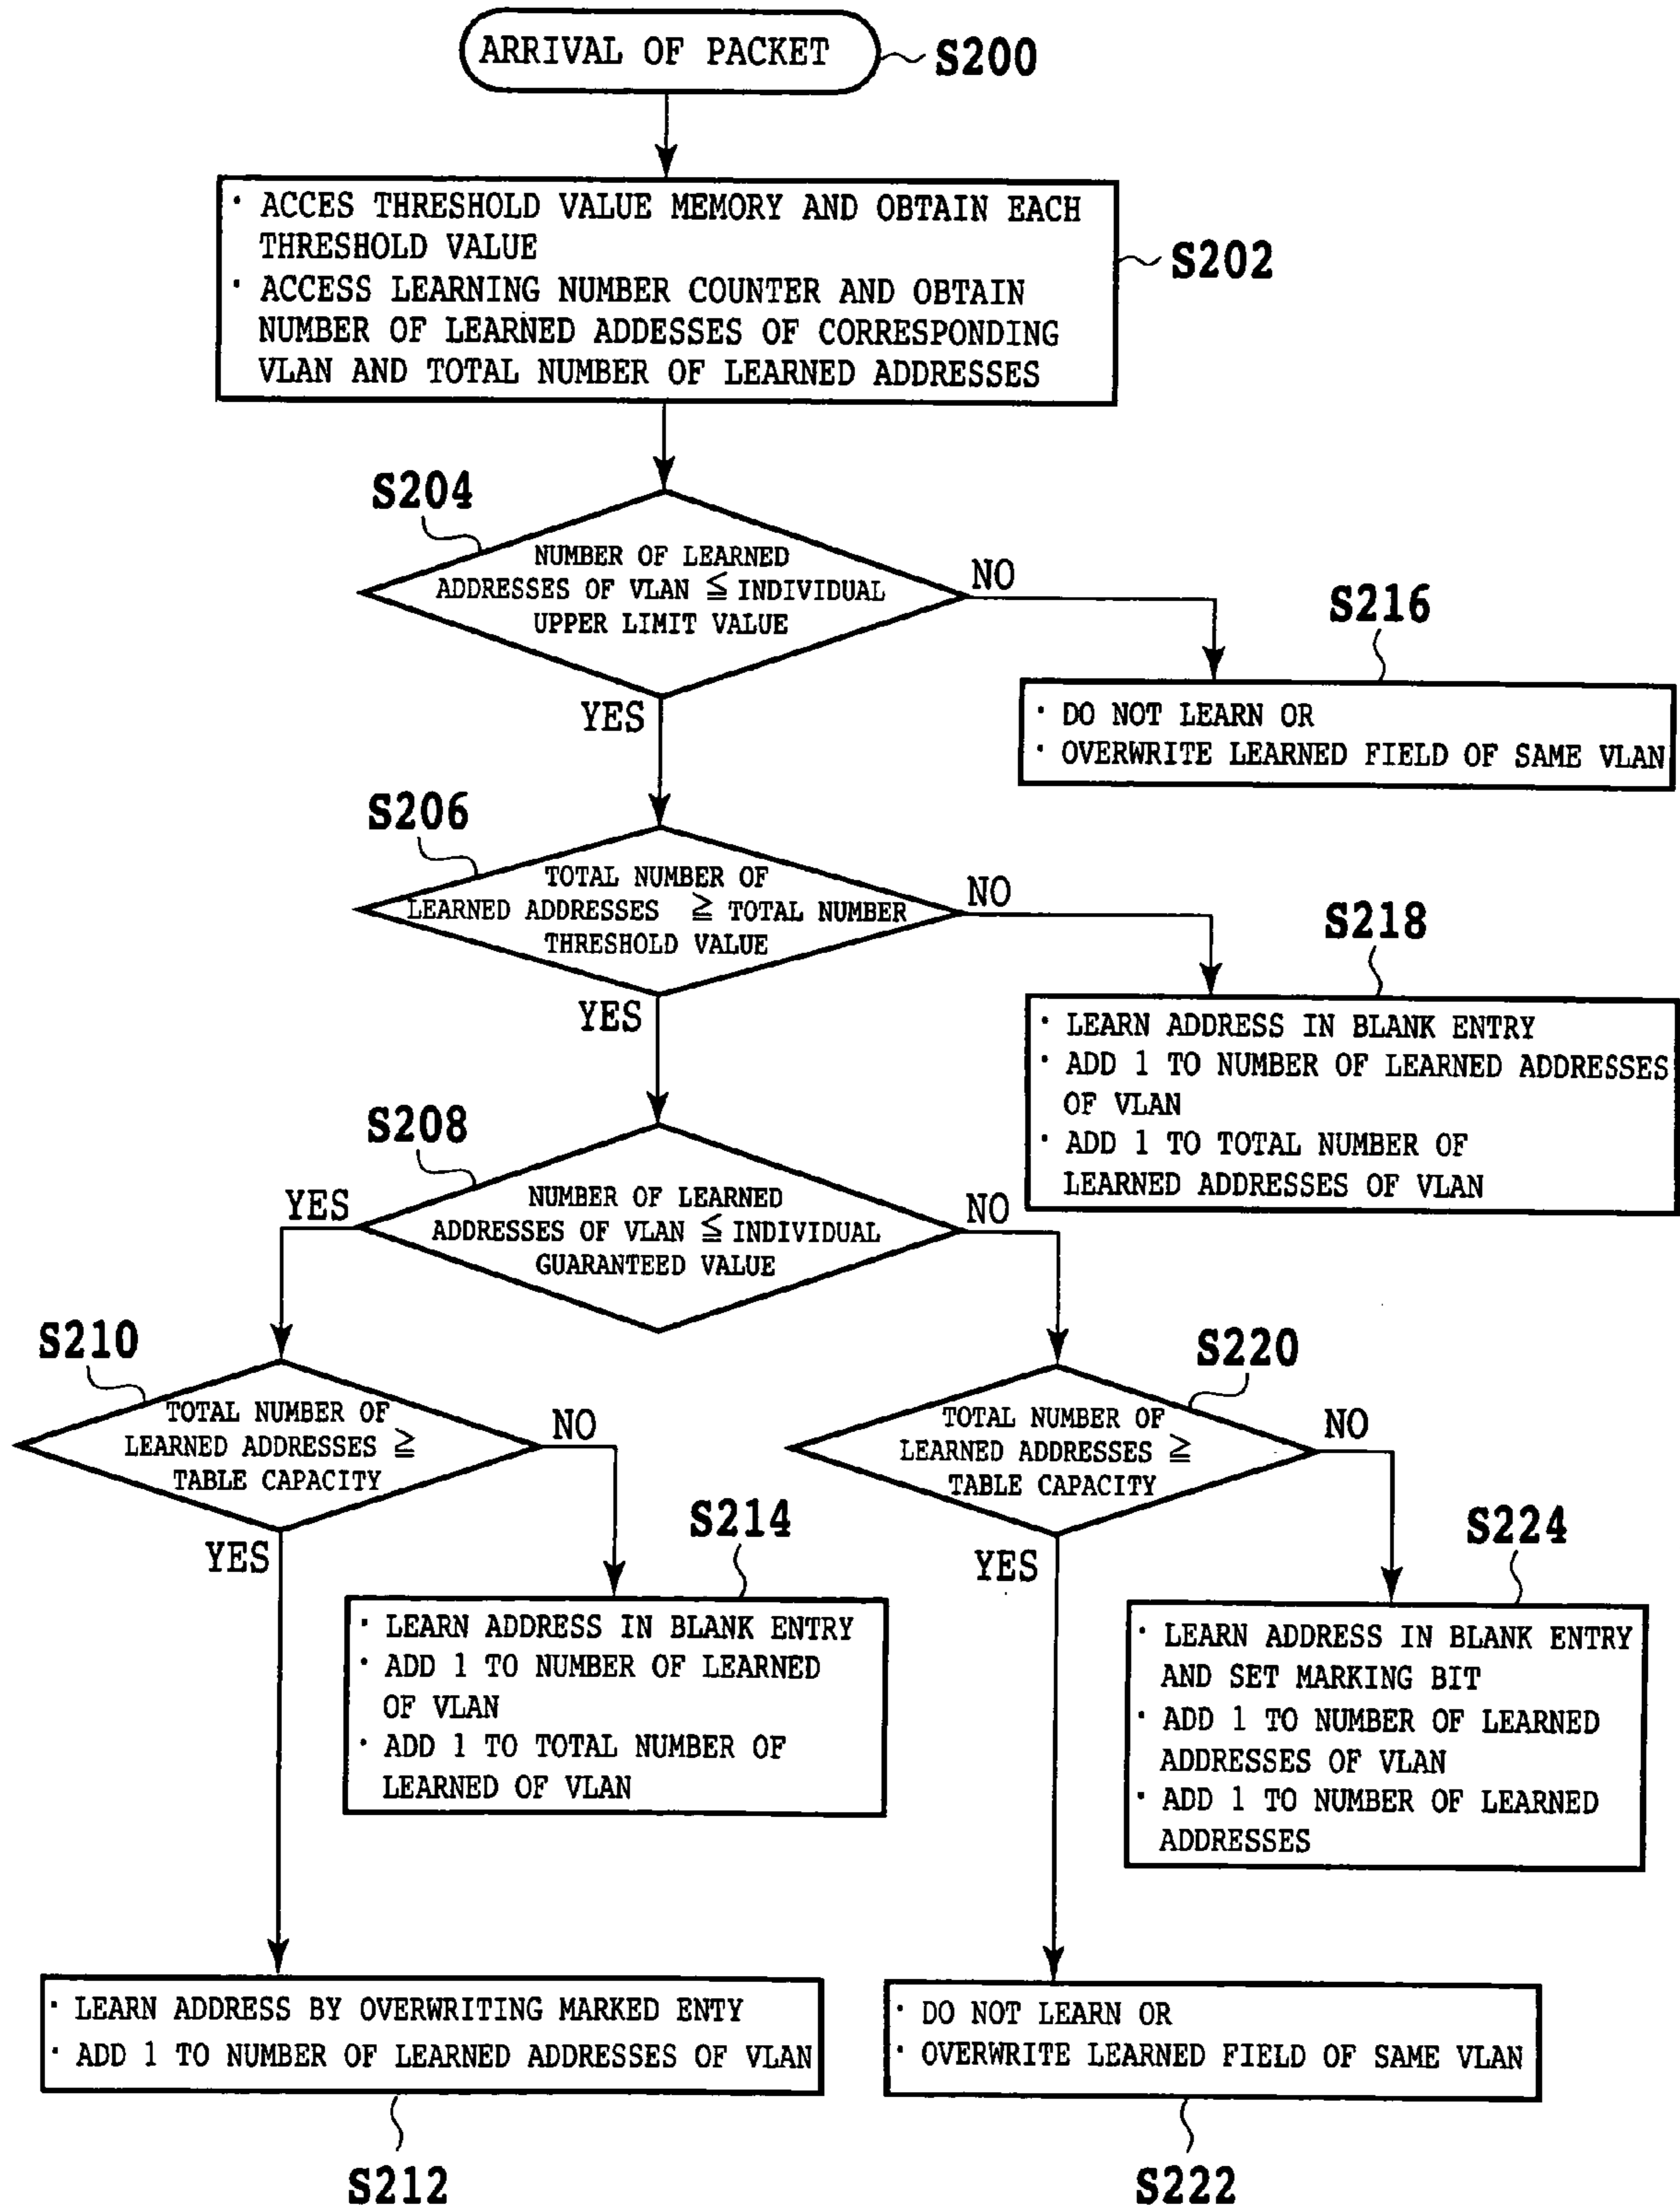 ARRIVAL OF PACKET
S200
· ACCES THRESHOLD VALUE MEMORY AND OBTAIN EACH
THRESHOLD VALUE
· ACCESS LEARNING NUMBER COUNTER AND OBTAIN
NUMBER OF LEARNED ADDESSES OF CORRESPONDING
VLAN AND TOTAL NUMBER OF LEARNED ADDRESSES
S202
S204
NUMBER OF LEARNED
ADDRESSES OF VLAN ≦ INDIVIDUAL
UPPER LIMIT VALUE
NO
YES
S216
· DO NOT LEARN OR
· OVERWRITE LEARNED FIELD OF SAME VLAN
S206
TOTAL NUMBER OF
LEARNED ADDRESSES ≧ TOTAL NUMBER
THRESHOLD VALUE
NO
YES
S218
· LEARN ADDRESS IN BLANK ENTRY
· ADD 1 TO NUMBER OF LEARNED ADDRESSES
OF VLAN
· ADD 1 TO TOTAL NUMBER OF
LEARNED ADDRESSES OF VLAN
S208
NUMBER OF LEARNED
ADDRESSES OF VLAN ≦ INDIVIDUAL
GUARANTEED VALUE
YES
NO
S210
TOTAL NUMBER OF
LEARNED ADDRESSES ≧
TABLE CAPACITY
NO
YES
S214
· LEARN ADDRESS IN BLANK ENTRY
· ADD 1 TO NUMBER OF LEARNED
OF VLAN
· ADD 1 TO TOTAL NUMBER OF
LEARNED OF VLAN
S220
TOTAL NUMBER OF
LEARNED ADDRESSES ≧
TABLE CAPACITY
NO
YES
S224
· LEARN ADDRESS IN BLANK ENTRY
AND SET MARKING BIT
· ADD 1 TO NUMBER OF LEARNED
ADDRESSES OF VLAN
· ADD 1 TO NUMBER OF LEARNED
ADDRESSES
· LEARN ADDRESS BY OVERWRITING MARKED ENTY
· ADD 1 TO NUMBER OF LEARNED ADDRESSES OF VLAN
S212
· DO NOT LEARN OR
· OVERWRITE LEARNED FIELD OF SAME VLAN
S222